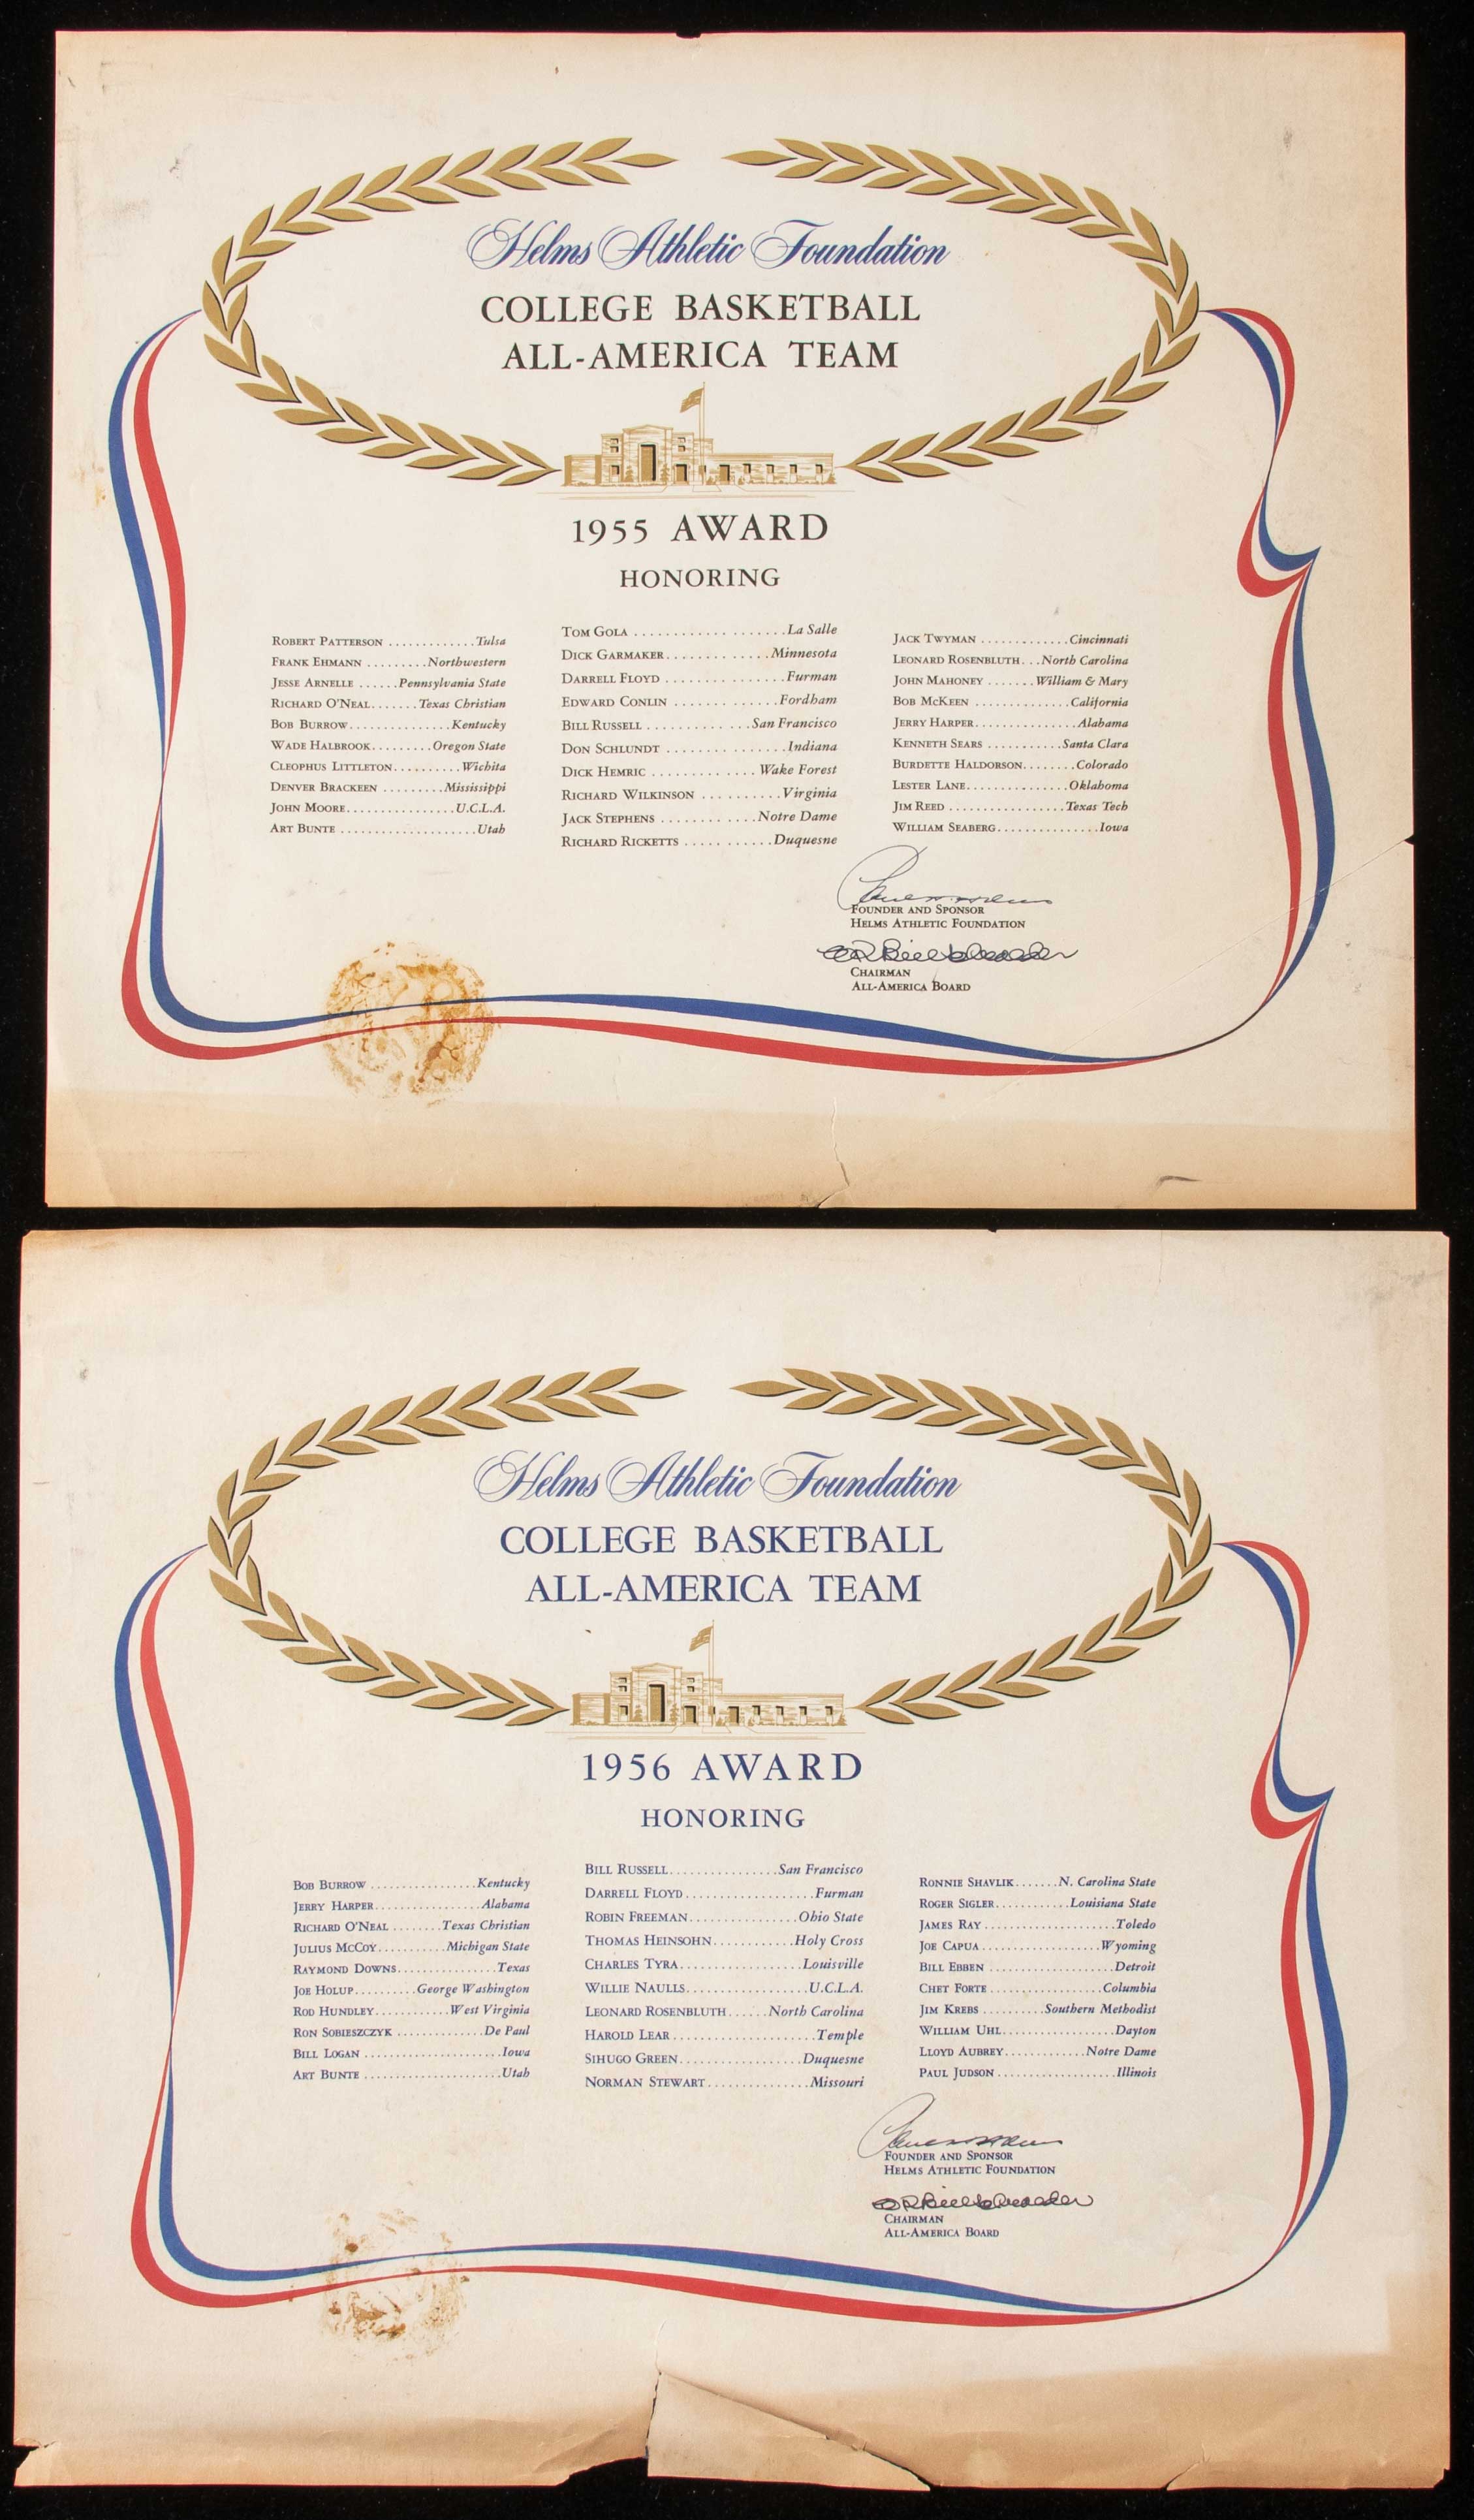 Helms Athletic Foundation
COLLEGE BASKETBALL
ALL-AMERICA TEAM
1955 AWARD
HONORING
ROBERT PATTERSON ............Tulsa
FRANK EHMANN .........Northwestern
JESSE ARNELLE ......Pennsylvania State
RICHARD O'NEAL.......Texas Christian
BOB BURROW..............Kentucky
WADE HALBROOK.........Oregon State
CLEOPHUS LITTLETON..........Wichita
DENVER BRACKEEN .........Mississippi
JOHN MOORE................U.C.L.A.
ART BUNTE ....................Utah
TOM GOLA ....................La Salle
DICK GARMAKER.............Minnesota
DARRELL FLOYD ................Furman
EDWARD CONLIN ..............Fordham
BILL RUSSELL ..............San Francisco
DON SCHLUNDT ................Indiana
DICK HEMRIC .............. Wake Forest
RICHARD WILKINSON ...........Virginia
JACK STEPHENS .............Notre Dame
RICHARD RICKETTS ............Duquesne
JACK TWYMAN .............Cincinnati
LEONARD ROSENBLUTH...North Carolina
JOHN MAHONEY .......William & Mary
BOB MCKEEN ..............California
JERRY HARPER...............Alabama
KENNETH SEARS ...........Santa Clara
BURDETTE HALDORSON........Colorado
LESTER LANE...............Oklahoma
JIM REED .................Texas Tech
WILLIAM SEABERG...............Iowa
FOUNDER AND SPONSOR
HELMS ATHLETIC FOUNDATION
CHAIRMAN
ALL-AMERICA BOARD
Helms Athletic Foundation
COLLEGE BASKETBALL
ALL-AMERICA TEAM
1956 AWARD
HONORING
BOB BURROW ................Kentucky
JERRY HARPER................Alabama
RICHARD O'NEAL ........Texas Christian
JULIUS MCCOY..........Michigan State
RAYMOND DOWNS...............Texas
JOE HOLUP.........George Washington
ROD HUNDLEY...........West Virginia
RON SOBIESZCZYK .............De Paul
BILL LOGAN .....................Iowa
ART BUNTE .....................Utah
BILL RUSSELL................San Francisco
DARRELL FLOYD...................Furman
ROBIN FREEMAN................Ohio State
THOMAS HEINSOHN............Holy Cross
CHARLES TYRA..................Louisville
WILLIE NAULLS..................U.C.L.A.
LEONARD ROSENBLUTH......North Carolina
HAROLD LEAR.....................Temple
SIHUGO GREEN..................Duquesne
NORMAN STEWART...............Missouri
RONNIE SHAVLIK.......N. Carolina State
ROGER SIGLER...........Louisiana State
JAMES RAY....................Toledo
JOE CAPUA..................Wyoming
BILL EBBEN ...................Detroit
CHET FORTE .................Columbia
JIM KREBS ..........Southern Methodist
WILLIAM UHL................Dayton
LLOYD AUBREY............Notre Dame
PAUL JUDSON ..................Illinois
FOUNDER AND SPONSOR
HELMS ATHLETIC FOUNDATION
CHAIRMAN
ALL-AMERICA BOARD